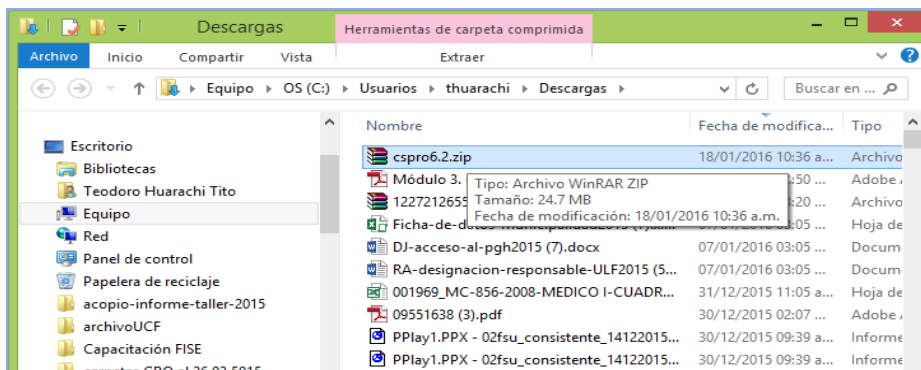 Descargas
Herramientas de carpeta comprimida
Archivo Inicio Compartir Vista Extraer
Equipo OS (C:) Usuarios thuarachi Descargas
Buscar en ...
Nombre Fecha de modifica... Tipo
Escritorio
Bibliotecas
Teodoro Huarachi Tito
Equipo
Red
Panel de control
Papelera de reciclaje
acopio-informe-taller-2015
archivoUCF
Capacitación FISE
cspro6.2.zip 18/01/2016 10:36 a... Archivo
Módulo 3. :50 ... Adobe
1227212655 :20 ... Archivo
Tipo: Archivo WinRAR ZIP
Tamaño: 24.7 MB
Fecha de modificación: 18/01/2016 10:36 a.m.
Hoja de
DJ-acceso-al-pgh2015 (7).docx 07/01/2016 03:05 ... Docum
RA-designacion-responsable-ULF2015 (5... 07/01/2016 03:05 ... Docum
001969_MC-856-2008-MEDICO I-CUADR... 31/12/2015 11:05 a... Hoja de
09551638 (3).pdf 30/12/2015 02:07 ... Adobe
PPlay1.PPX - 02fsu_consistente_14122015... 30/12/2015 09:39 a... Informe
PPlay1.PPX - 02fsu_consistente_14122015... 30/12/2015 09:39 a... Informe